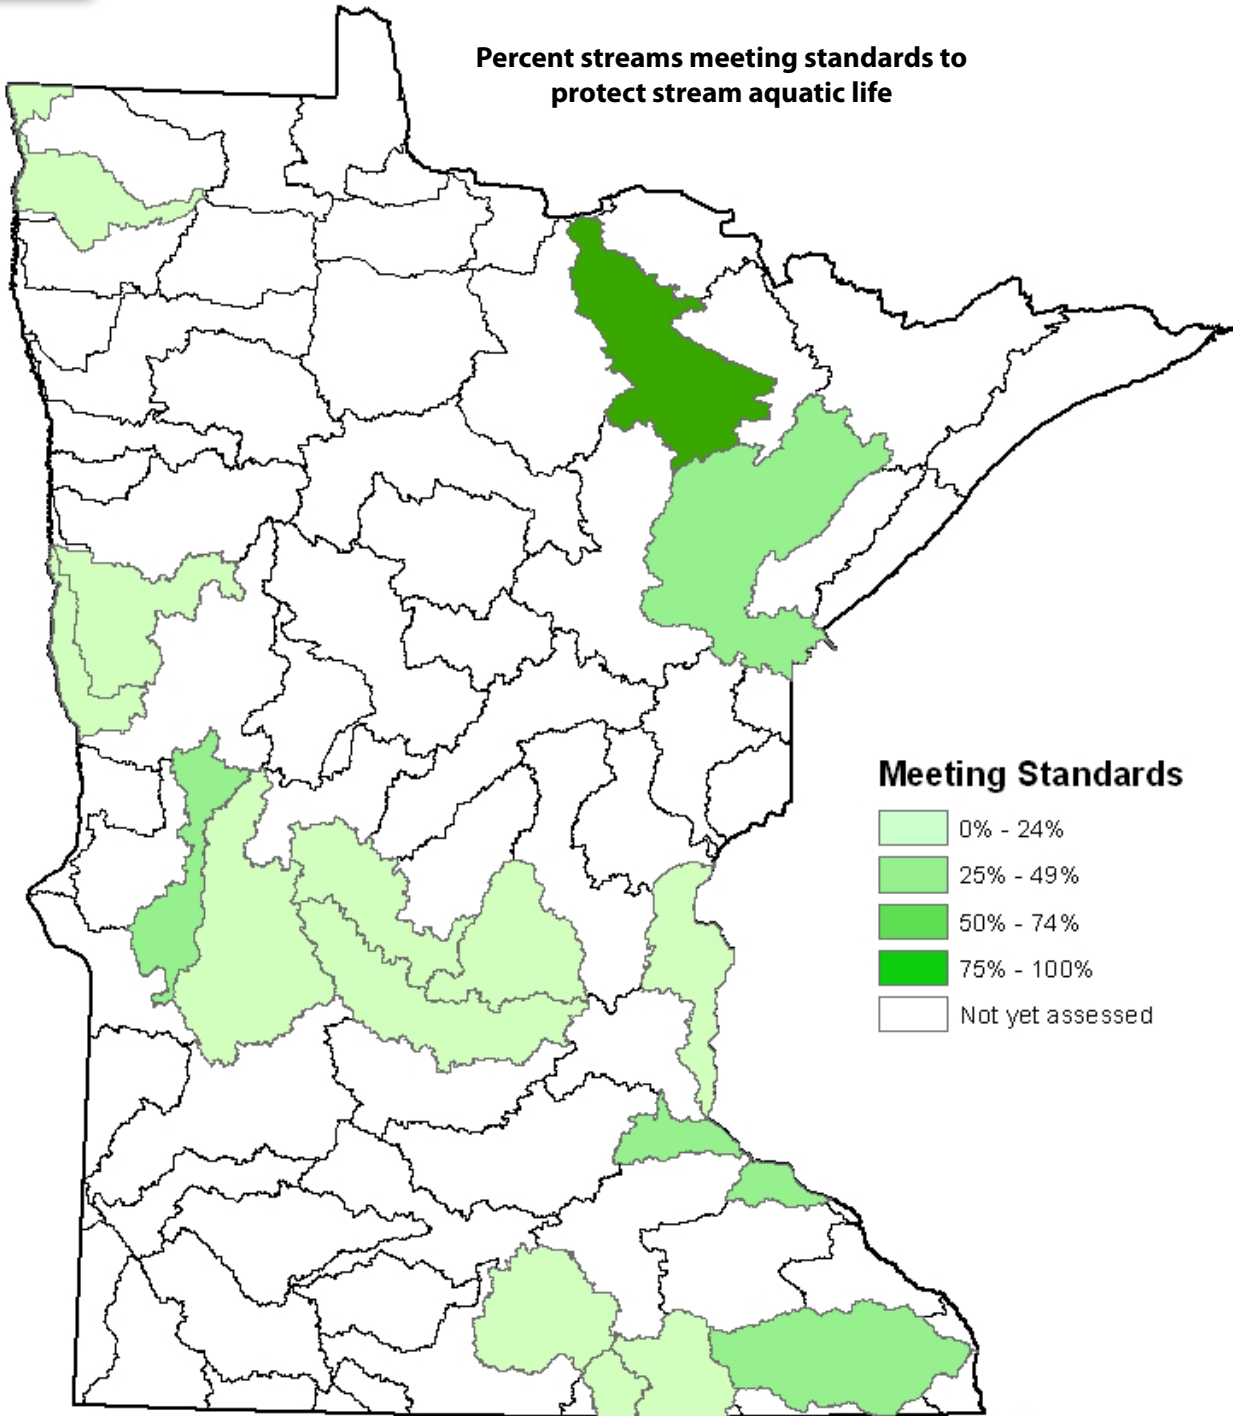 Percent streams meeting standards to
protect stream aquatic life
Meeting Standards
0% - 24%
25% - 49%
50% - 74%
75% - 100%
Not yet assessed